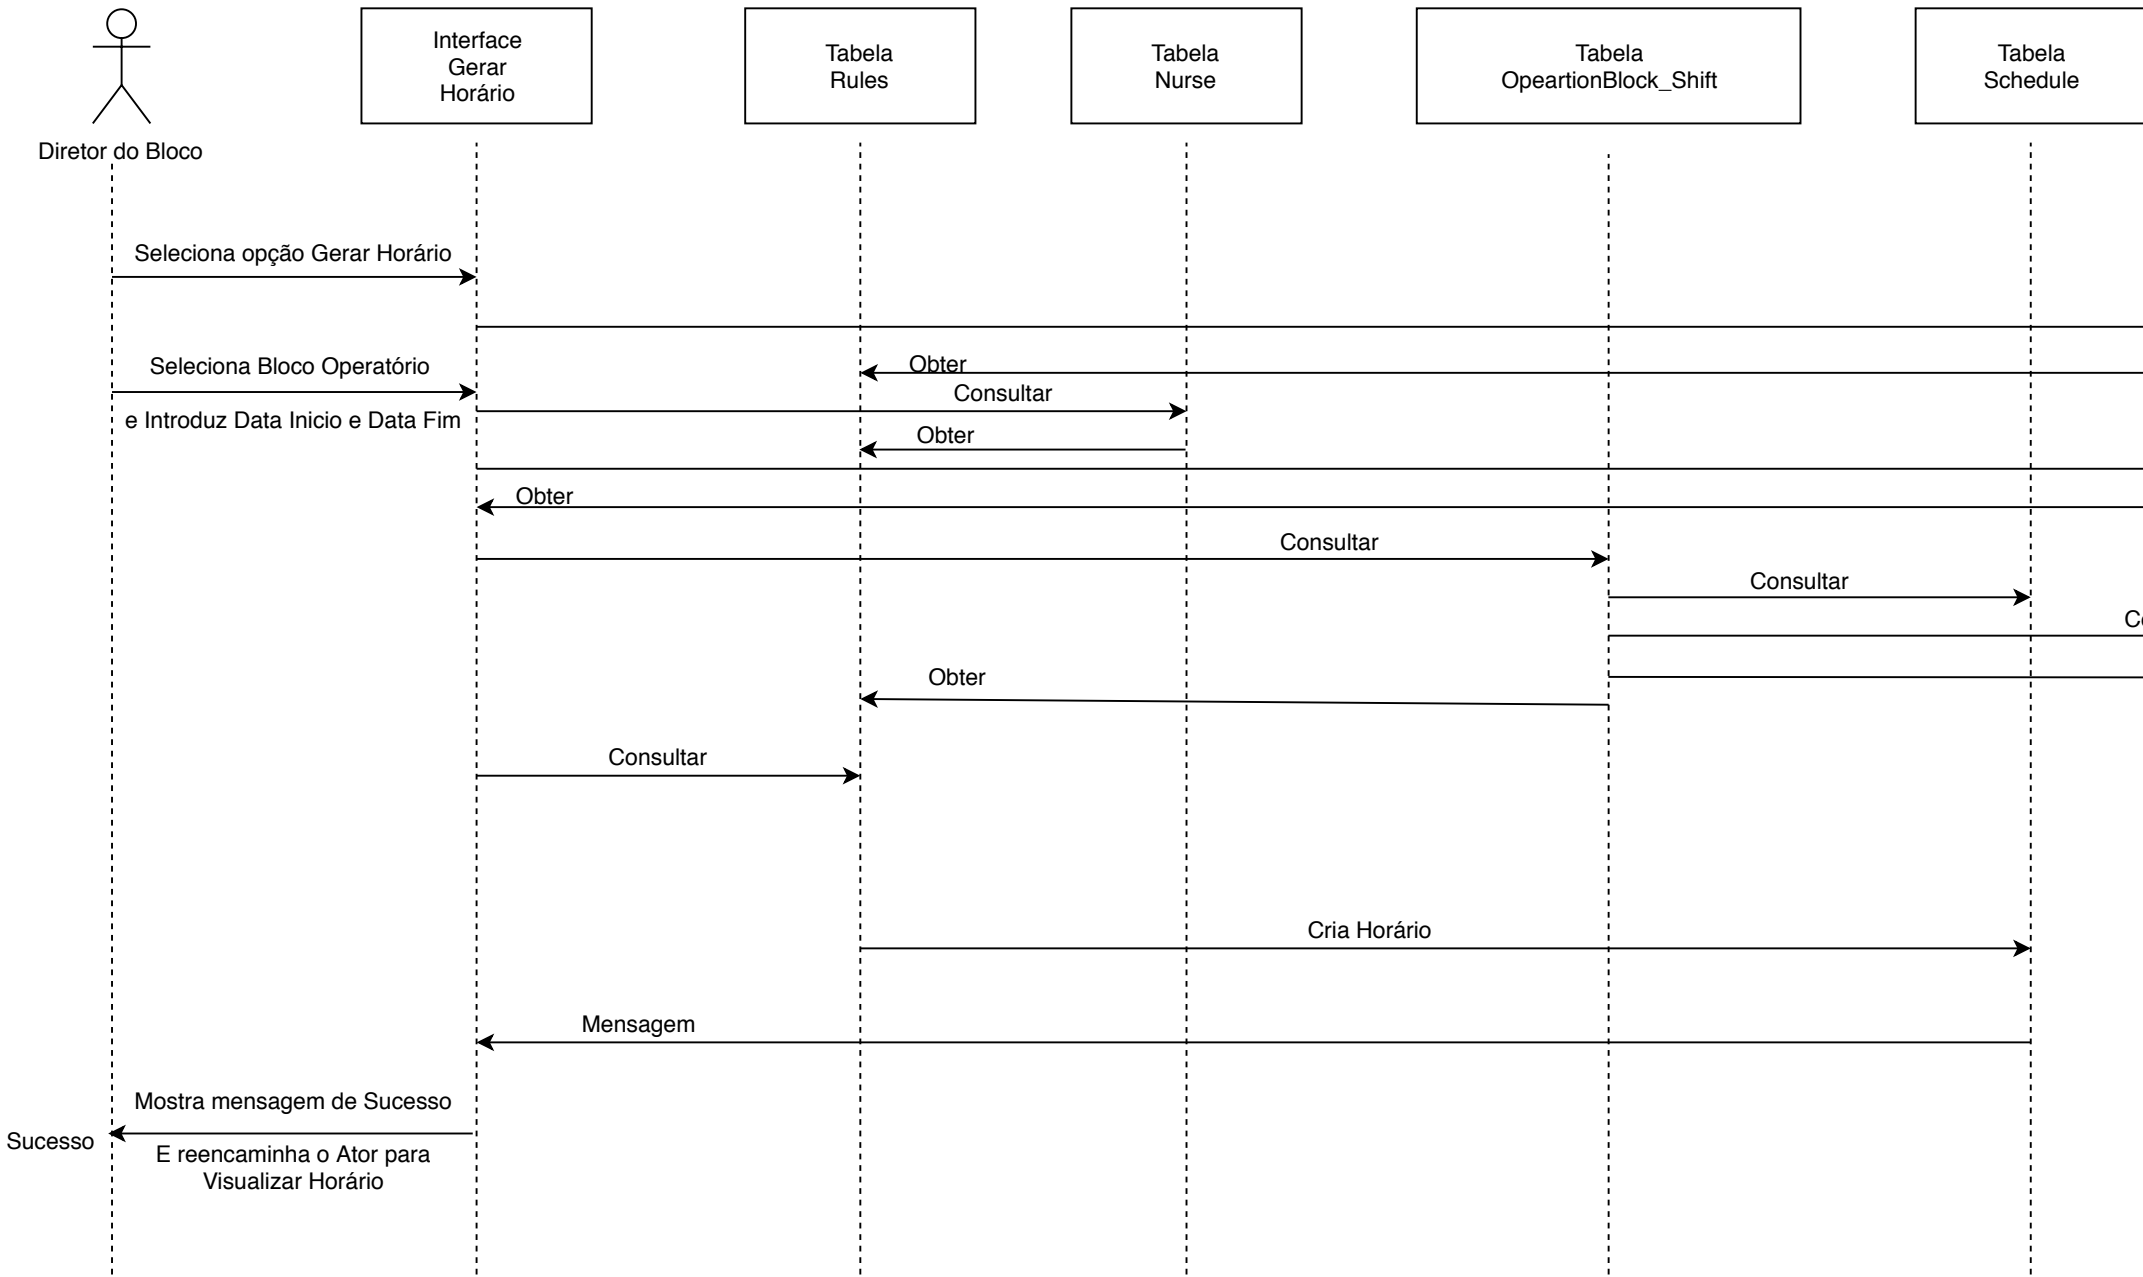 Interface
Gerar
Horário
Tabela
Rules
Tabela
Nurse
Tabela
OpeartionBlock_Shift
Tabela
Schedule
Diretor do Bloco
Seleciona opção Gerar Horário
Seleciona Bloco Operatório
e Introduz Data Inicio e Data Fim
Obter
Consultar
Obter
Obter
Consultar
Consultar
Obter
Consultar
Cria Horário
Mensagem
Mostra mensagem de Sucesso
Sucesso
E reencaminha o Ator para
Visualizar Horário